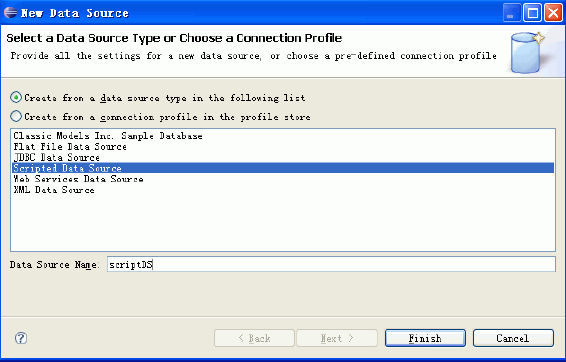 New Data Source
Select a Data Source Type or Choose a Connection Profile
Provide all the settings for a new data source, or choose a pre-defined connection profile
Create from a data source type in the following list
Create from a connection profile in the profile store
Classic Models Inc. Sample Database
Flat File Data Source
JDBC Data Source
Scripted Data Source
Web Services Data Source
XML Data Source
Data Source Name: scriptDS
? < Back Next > Finish Cancel